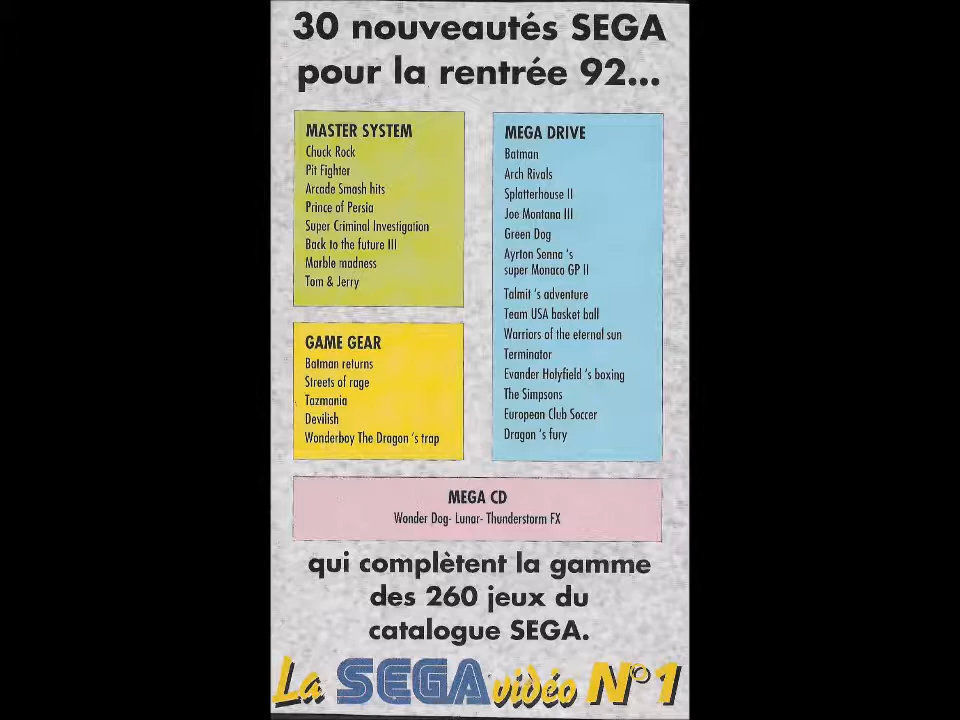 30 nouveautés SEGA
pour la rentrée 92...
MASTER SYSTEM
Chuck Rock
Pit Fighter
Arcade Smash hits
Prince of Persia
Super Criminal Investigation
Back to the future III
Marble madness
Tom & Jerry
GAME GEAR
Batman returns
Streets of rage
Tazmania
Devilish
Wonderboy The Dragon 's trap
MEGA DRIVE
Batman
Arch Rivals
Splatterhouse II
Joe Montana III
Green Dog
Ayrton Senna 's
super Monaco GP II
Talmit 's adventure
Team USA basket ball
Warriors of the eternal sun
Terminator
Evander Holyfield 's boxing
The Simpsons
European Club Soccer
Dragon 's fury
MEGA CD
Wonder Dog- Lunar- Thunderstorm FX
qui complètent la gamme
des 260 jeux du
catalogue SEGA.
La SEGA vidéo N°1